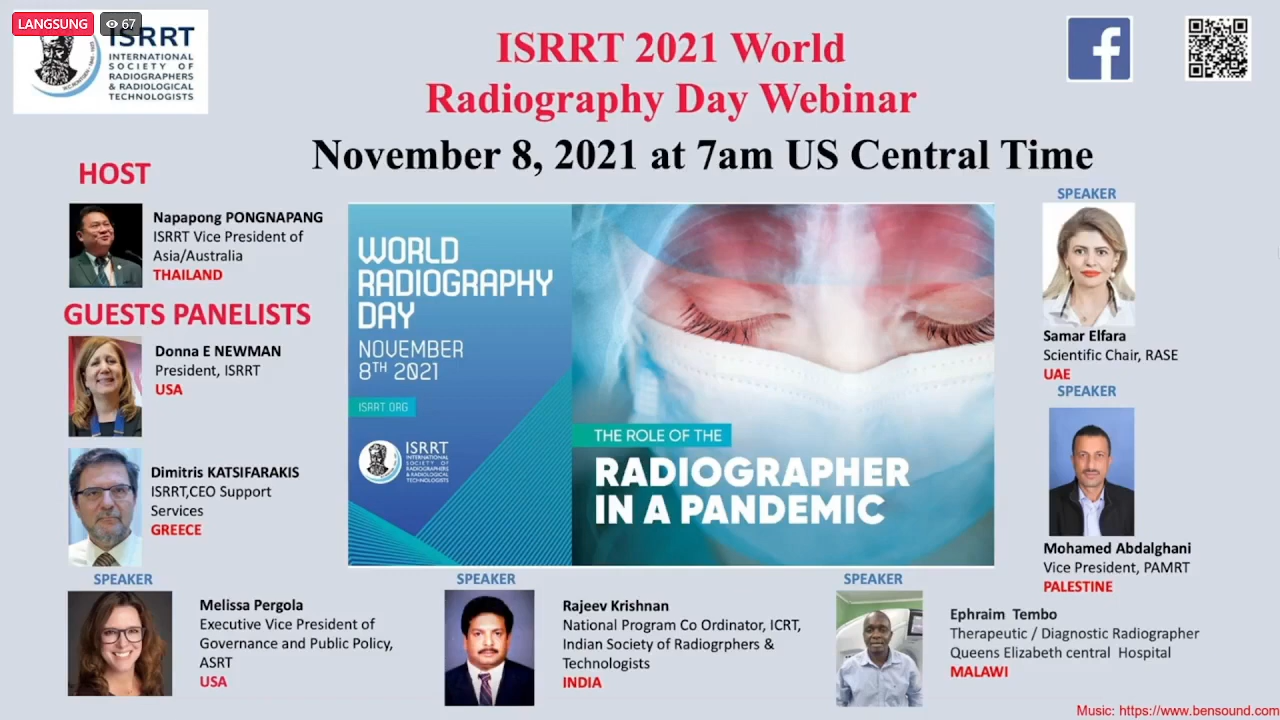 LANGSUNG 67
ISRRT
INTERNATIONAL
SOCIETY OF
RADIOGRAPHERS
& RADIOLOGICAL
TECHNOLOGISTS
ISRRT 2021 World
Radiography Day Webinar
November 8, 2021 at 7am US Central Time
HOST
Napapong PONGNAPANG
ISRRT Vice President of
Asia/Australia
THAILAND
GUESTS PANELISTS
Donna E NEWMAN
President, ISRRT
USA
Dimitris KATSIFARAKIS
ISRRT,CEO Support
Services
GREECE
WORLD
RADIOGRAPHY
DAY
NOVEMBER
8TH 2021
ISRRT.ORG
ISRRT
INTERNATIONAL
SOCIETY OF
RADIOGRAPHERS
& RADIOLOGICAL
TECHNOLOGISTS
THE ROLE OF THE
RADIOGRAPHER
IN A PANDEMIC
SPEAKER
Samar Elfara
Scientific Chair, RASE
UAE
SPEAKER
Mohamed Abdalghani
Vice President, PAMRT
PALESTINE
SPEAKER
Melissa Pergola
Executive Vice President of
Governance and Public Policy,
ASRT
USA
SPEAKER
Rajeev Krishnan
National Program Co Ordinator, ICRT,
Indian Society of Radiogrphers &
Technologists
INDIA
SPEAKER
Ephraim Tembo
Therapeutic / Diagnostic Radiographer
Queens Elizabeth central Hospital
MALAWI
Music: https://www.bensound.com